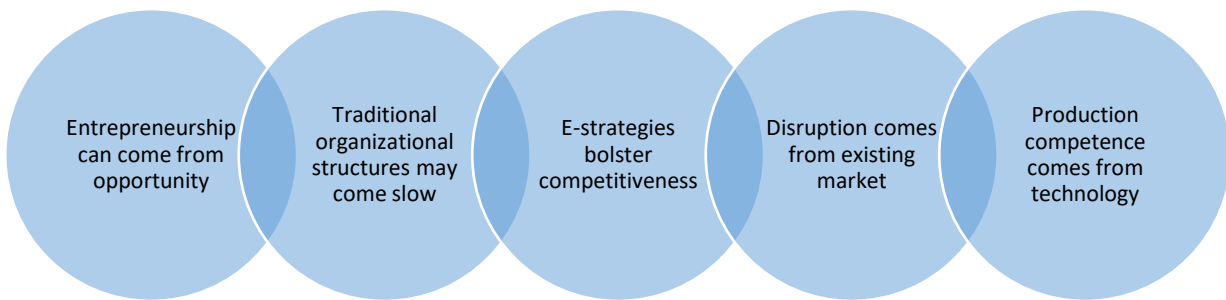 Entrepreneurship
can come from
opportunity
Traditional
organizational
structures may
come slow
E-strategies
bolster
competitiveness
Disruption comes
from existing
market
Production
competence
comes from
technology